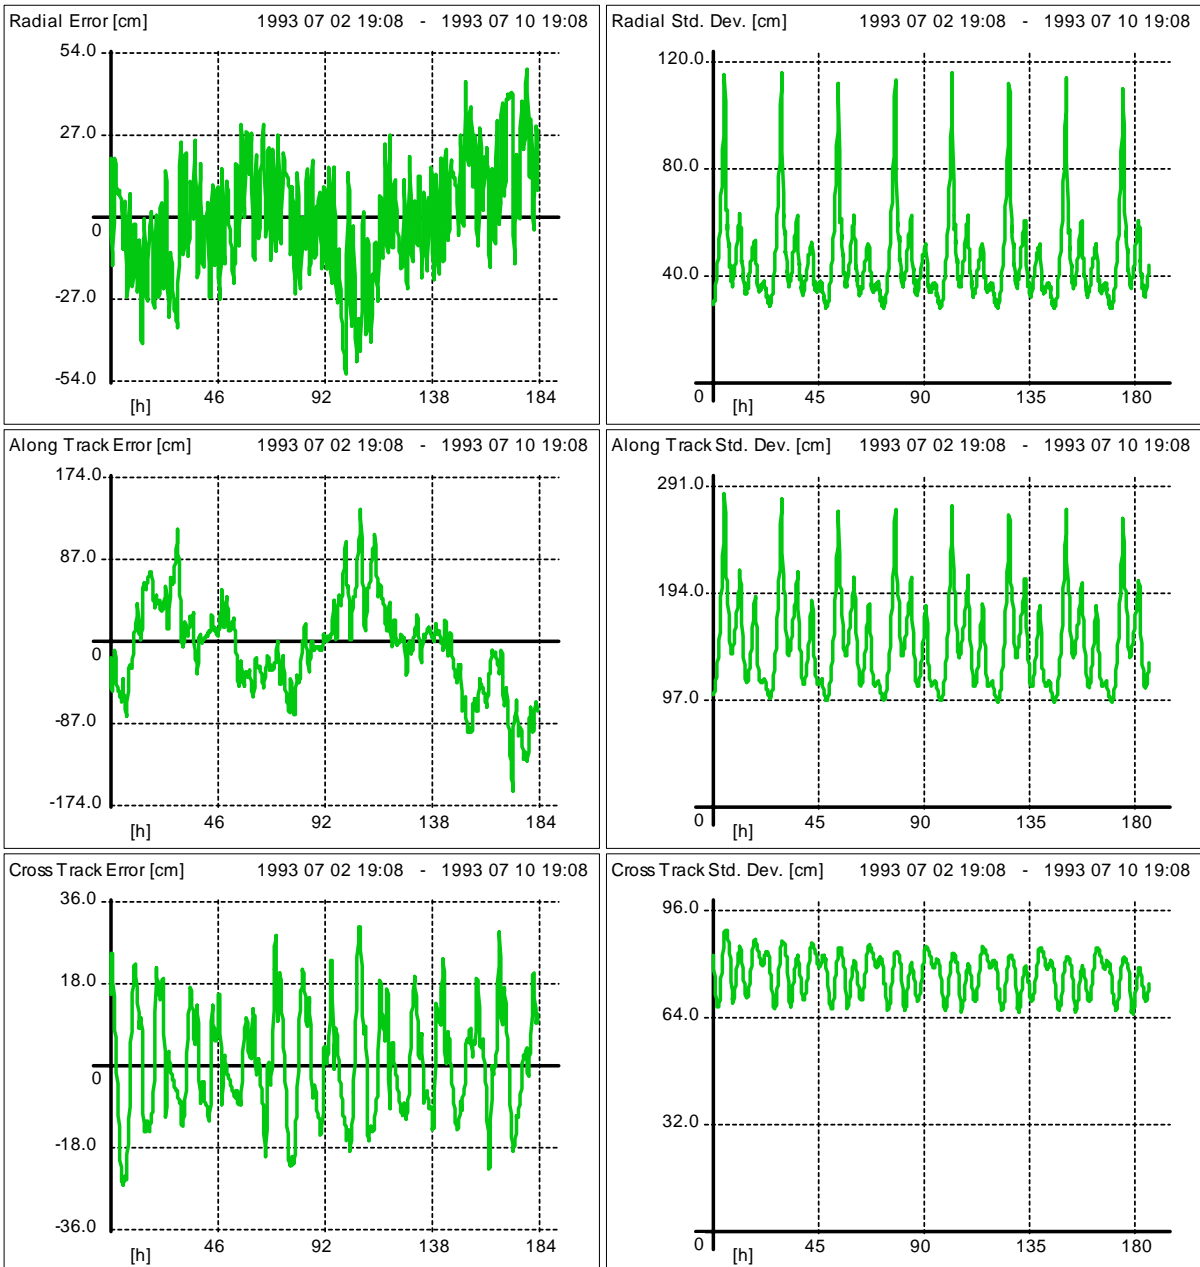 Radial Error [cm] 1993 07 02 19:08 - 1993 07 10 19:08
54.0
27.0
0
-27.0
-54.0
46 92 138 184
[h]
Radial Std. Dev. [cm] 1993 07 02 19:08 - 1993 07 10 19:08
120.0
80.0
40.0
0 45 90 135 180
[h]
Along Track Error [cm] 1993 07 02 19:08 - 1993 07 10 19:08
174.0
87.0
0
-87.0
-174.0
46 92 138 184
[h]
Along Track Std. Dev. [cm] 1993 07 02 19:08 - 1993 07 10 19:08
291.0
194.0
97.0
0 45 90 135 180
[h]
Cross Track Error [cm] 1993 07 02 19:08 - 1993 07 10 19:08
36.0
18.0
0
-18.0
-36.0
46 92 138 184
[h]
Cross Track Std. Dev. [cm] 1993 07 02 19:08 - 1993 07 10 19:08
96.0
64.0
32.0
0 45 90 135 180
[h]